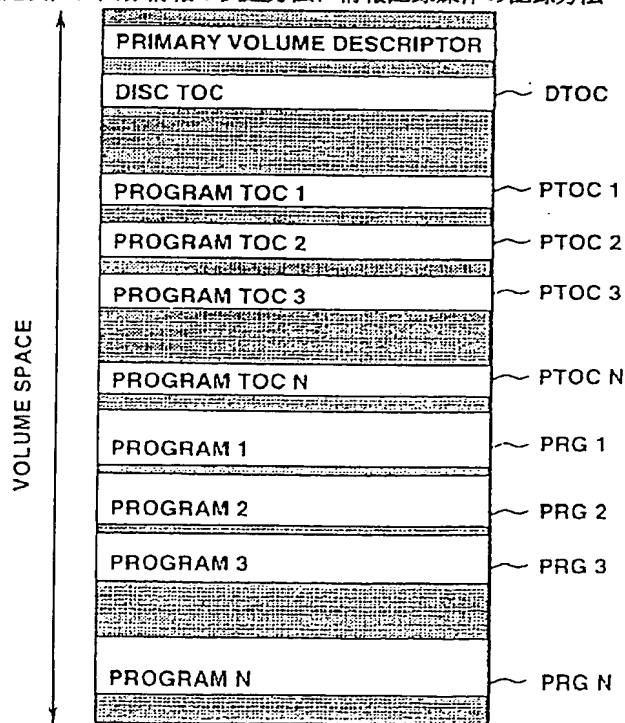 PRIMARY VOLUME DESCRIPTOR
DISC TOC
DTOC
PROGRAM TOC 1
PTOC 1
PROGRAM TOC 2
PTOC 2
PROGRAM TOC 3
PTOC 3
PROGRAM TOC N
PTOC N
VOLUME SPACE
PROGRAM 1
PRG 1
PROGRAM 2
PRG 2
PROGRAM 3
PRG 3
PROGRAM N
PRG N